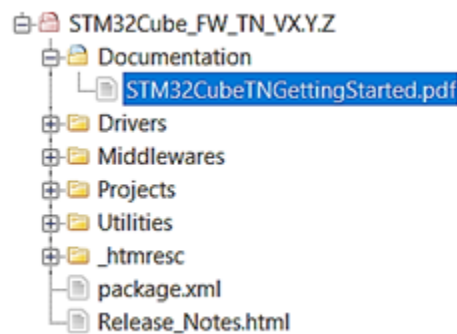 STM32Cube_FW_TN_VX.Y.Z
Documentation
STM32CubeTNGettingStarted.pdf
Drivers
Middlewares
Projects
Utilities
_htmresc
package.xml
Release_Notes.html